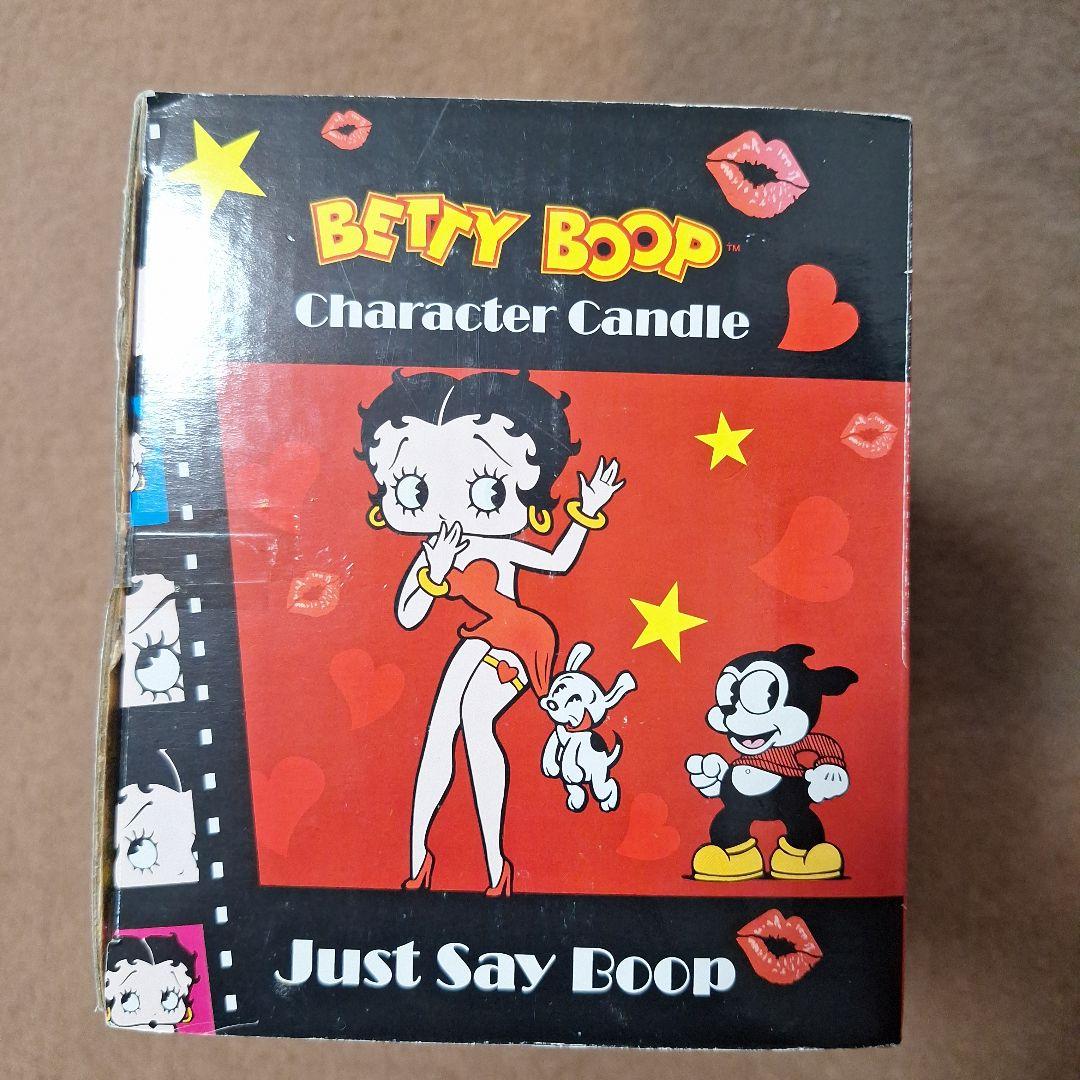 BETTY BOOP™
Character Candle
Just Say Boop